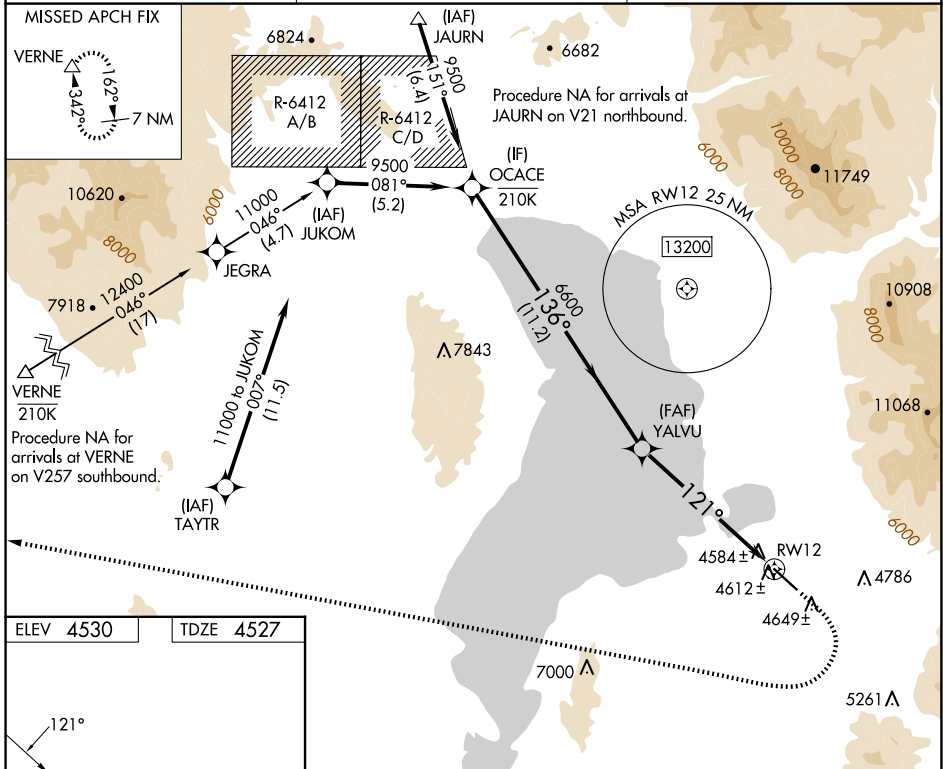 MISSED APCH FIX
VERNE
342°
162°
7 NM
6824
R-6412
A/B
R-6412
C/D
(IAF)
JAURN
9500
151°
(6.4)
6682
Procedure NA for arrivals at
JAURN on V21 northbound.
6000
10000
8000
11749
10620
8000
6000
11000
046°
(4.7)
(IAF)
JUKOM
9500
081°
(5.2)
(IF)
OCACE
210K
MSA RW12 25 NM
13200
JEGRA
7918
12400
046°
(17)
VERNE
210K
Procedure NA for
arrivals at VERNE
on V257 southbound.
11000 to JUKOM
007°
(11.5)
(IAF)
TAYTR
7843
6600
136°
(11.2)
10908
8000
11068
6000
(FAF)
YALVU
121°
RW12
4584±
4612±
4649±
4786
7000
5261
ELEV 4530
TDZE 4527
121°